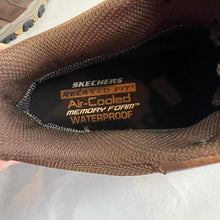 SKECHERS
RELAXED FIT
Air-Cooled
MEMORY FOAM
WATERPROOF